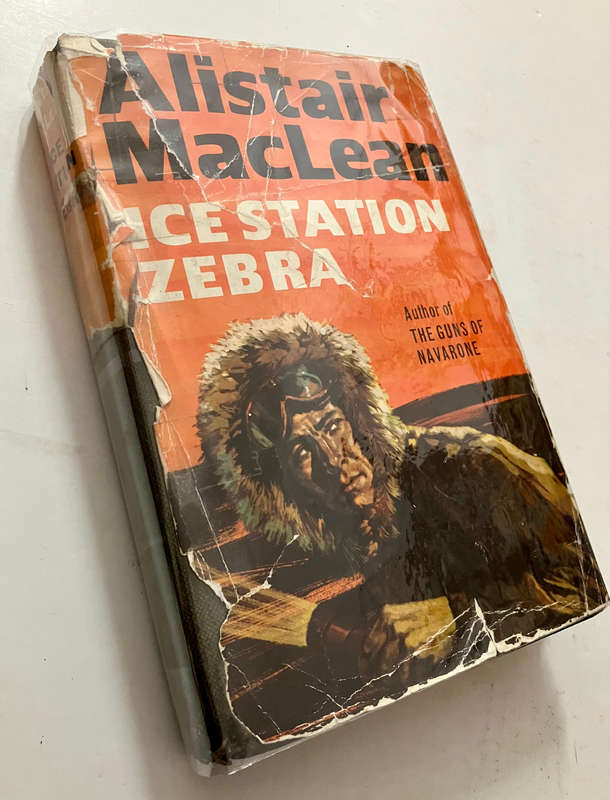 Alistair
MacLean
ICE STATION
ZEBRA
Author of
THE GUNS OF
NAVARONE